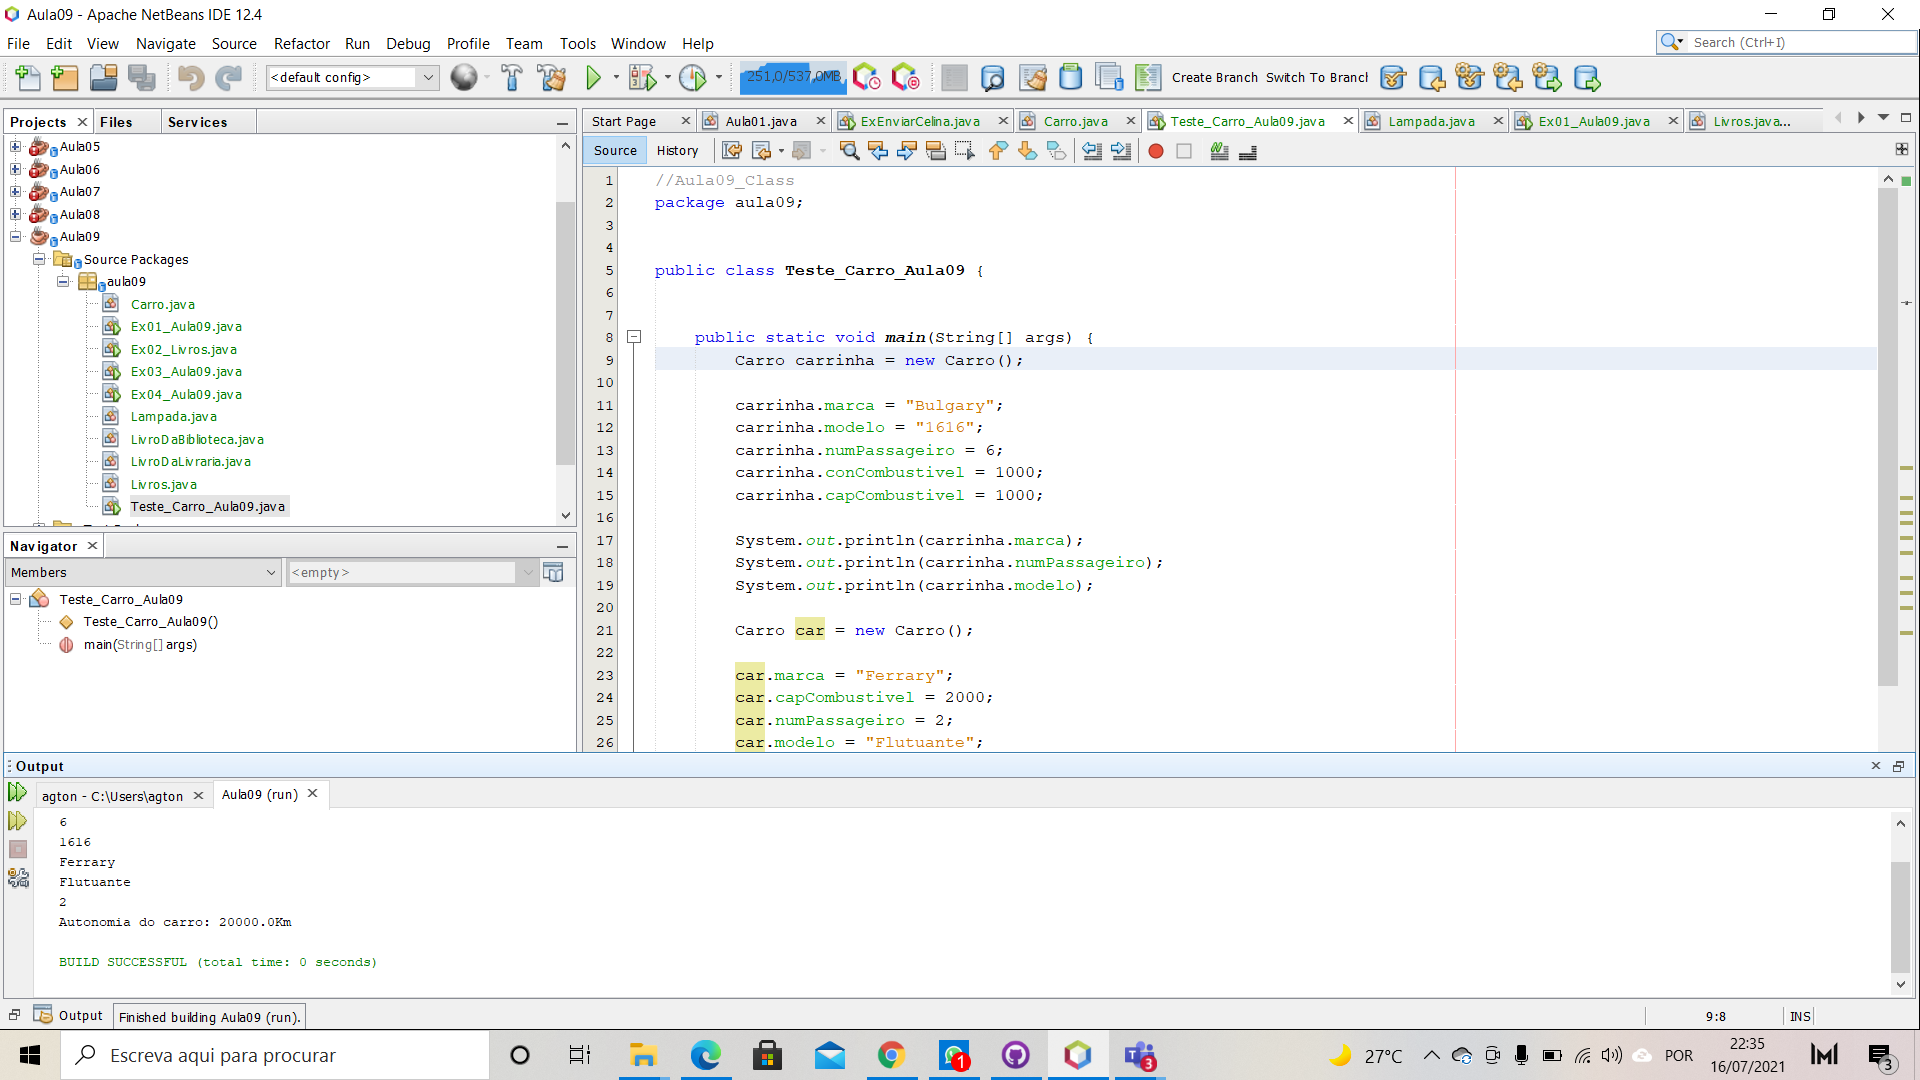 Aula09 - Apache NetBeans IDE 12.4
File Edit View Navigate Source Refactor Run Debug Profile Team Tools Window Help
Search (Ctrl+I)
<default config>
251,0/537,0MB
Create Branch Switch To Branch
Projects Files Services
Aula05
Aula06
Aula07
Aula08
Aula09
Source Packages
aula09
Carro.java
Ex01_Aula09.java
Ex02_Livros.java
Ex03_Aula09.java
Ex04_Aula09.java
Lampada.java
LivroDaBiblioteca.java
LivroDaLivraria.java
Livros.java
Teste_Carro_Aula09.java
Navigator
Members
<empty>
Teste_Carro_Aula09
Teste_Carro_Aula09()
main(String[] args)
Start Page Aula01.java ExEnviarCelina.java Carro.java Teste_Carro_Aula09.java Lampada.java Ex01_Aula09.java Livros.java...
Source History
1 //Aula09_Class
2 package aula09;
3
4
5 public class Teste_Carro_Aula09 {
6
7
8 public static void main(String[] args) {
9 Carro carrinha = new Carro();
10
11 carrinha.marca = "Bulgary";
12 carrinha.modelo = "1616";
13 carrinha.numPassageiro = 6;
14 carrinha.conCombustivel = 1000;
15 carrinha.capCombustivel = 1000;
16
17 System.out.println(carrinha.marca);
18 System.out.println(carrinha.numPassageiro);
19 System.out.println(carrinha.modelo);
20
21 Carro car = new Carro();
22
23 car.marca = "Ferrary";
24 car.capCombustivel = 2000;
25 car.numPassageiro = 2;
26 car.modelo = "Flutuante";
Output
agton - C:\Users\agton Aula09 (run)
6
1616
Ferrary
Flutuante
2
Autonomia do carro: 20000.0Km
BUILD SUCCESSFUL (total time: 0 seconds)
Output Finished building Aula09 (run).
9:8 INS
Escreva aqui para procurar
1
3
27°C
POR
22:35
16/07/2021
3